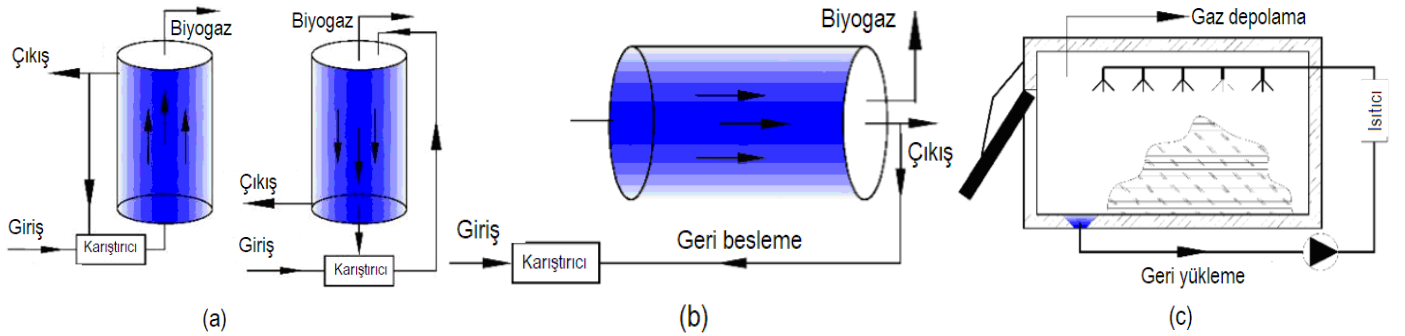 Biyogaz
Çıkış
Giriş
Karıştırıcı
Biyogaz
Çıkış
Giriş
Karıştırıcı
(a)
Biyogaz
Çıkış
Giriş
Karıştırıcı
Geri besleme
(b)
Gaz depolama
Isıtıcı
Geri yükleme
(c)